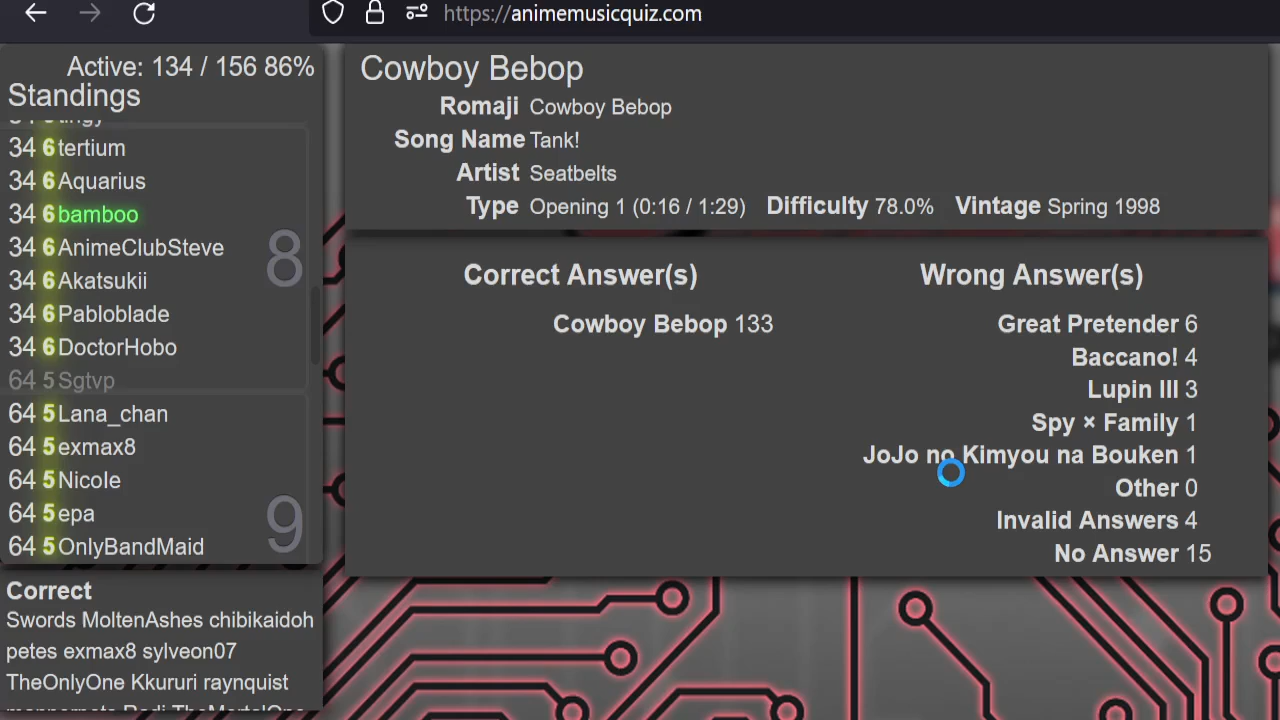 https://animemusicquiz.com
Active: 134 / 156 86%
Standings
34 6 tertium
34 6 Aquarius
34 6 bamboo
34 6 AnimeClubSteve
34 6 Akatsukii
34 6 Pabloblade
34 6 DoctorHobo
8
64 5 Sgtvp
64 5 Lana_chan
64 5 exmax8
64 5 Nicole
64 5 epa
64 5 OnlyBandMaid
9
Correct
Swords MoltenAshes chibikaidoh
petes exmax8 sylveon07
TheOnlyOne Kkururi raynquist
Cowboy Bebop
Romaji Cowboy Bebop
Song Name Tank!
Artist Seatbelts
Type Opening 1 (0:16 / 1:29) Difficulty 78.0% Vintage Spring 1998
Correct Answer(s)
Cowboy Bebop 133
Wrong Answer(s)
Great Pretender 6
Baccano! 4
Lupin III 3
Spy × Family 1
JoJo no Kimyou na Bouken 1
Other 0
Invalid Answers 4
No Answer 15